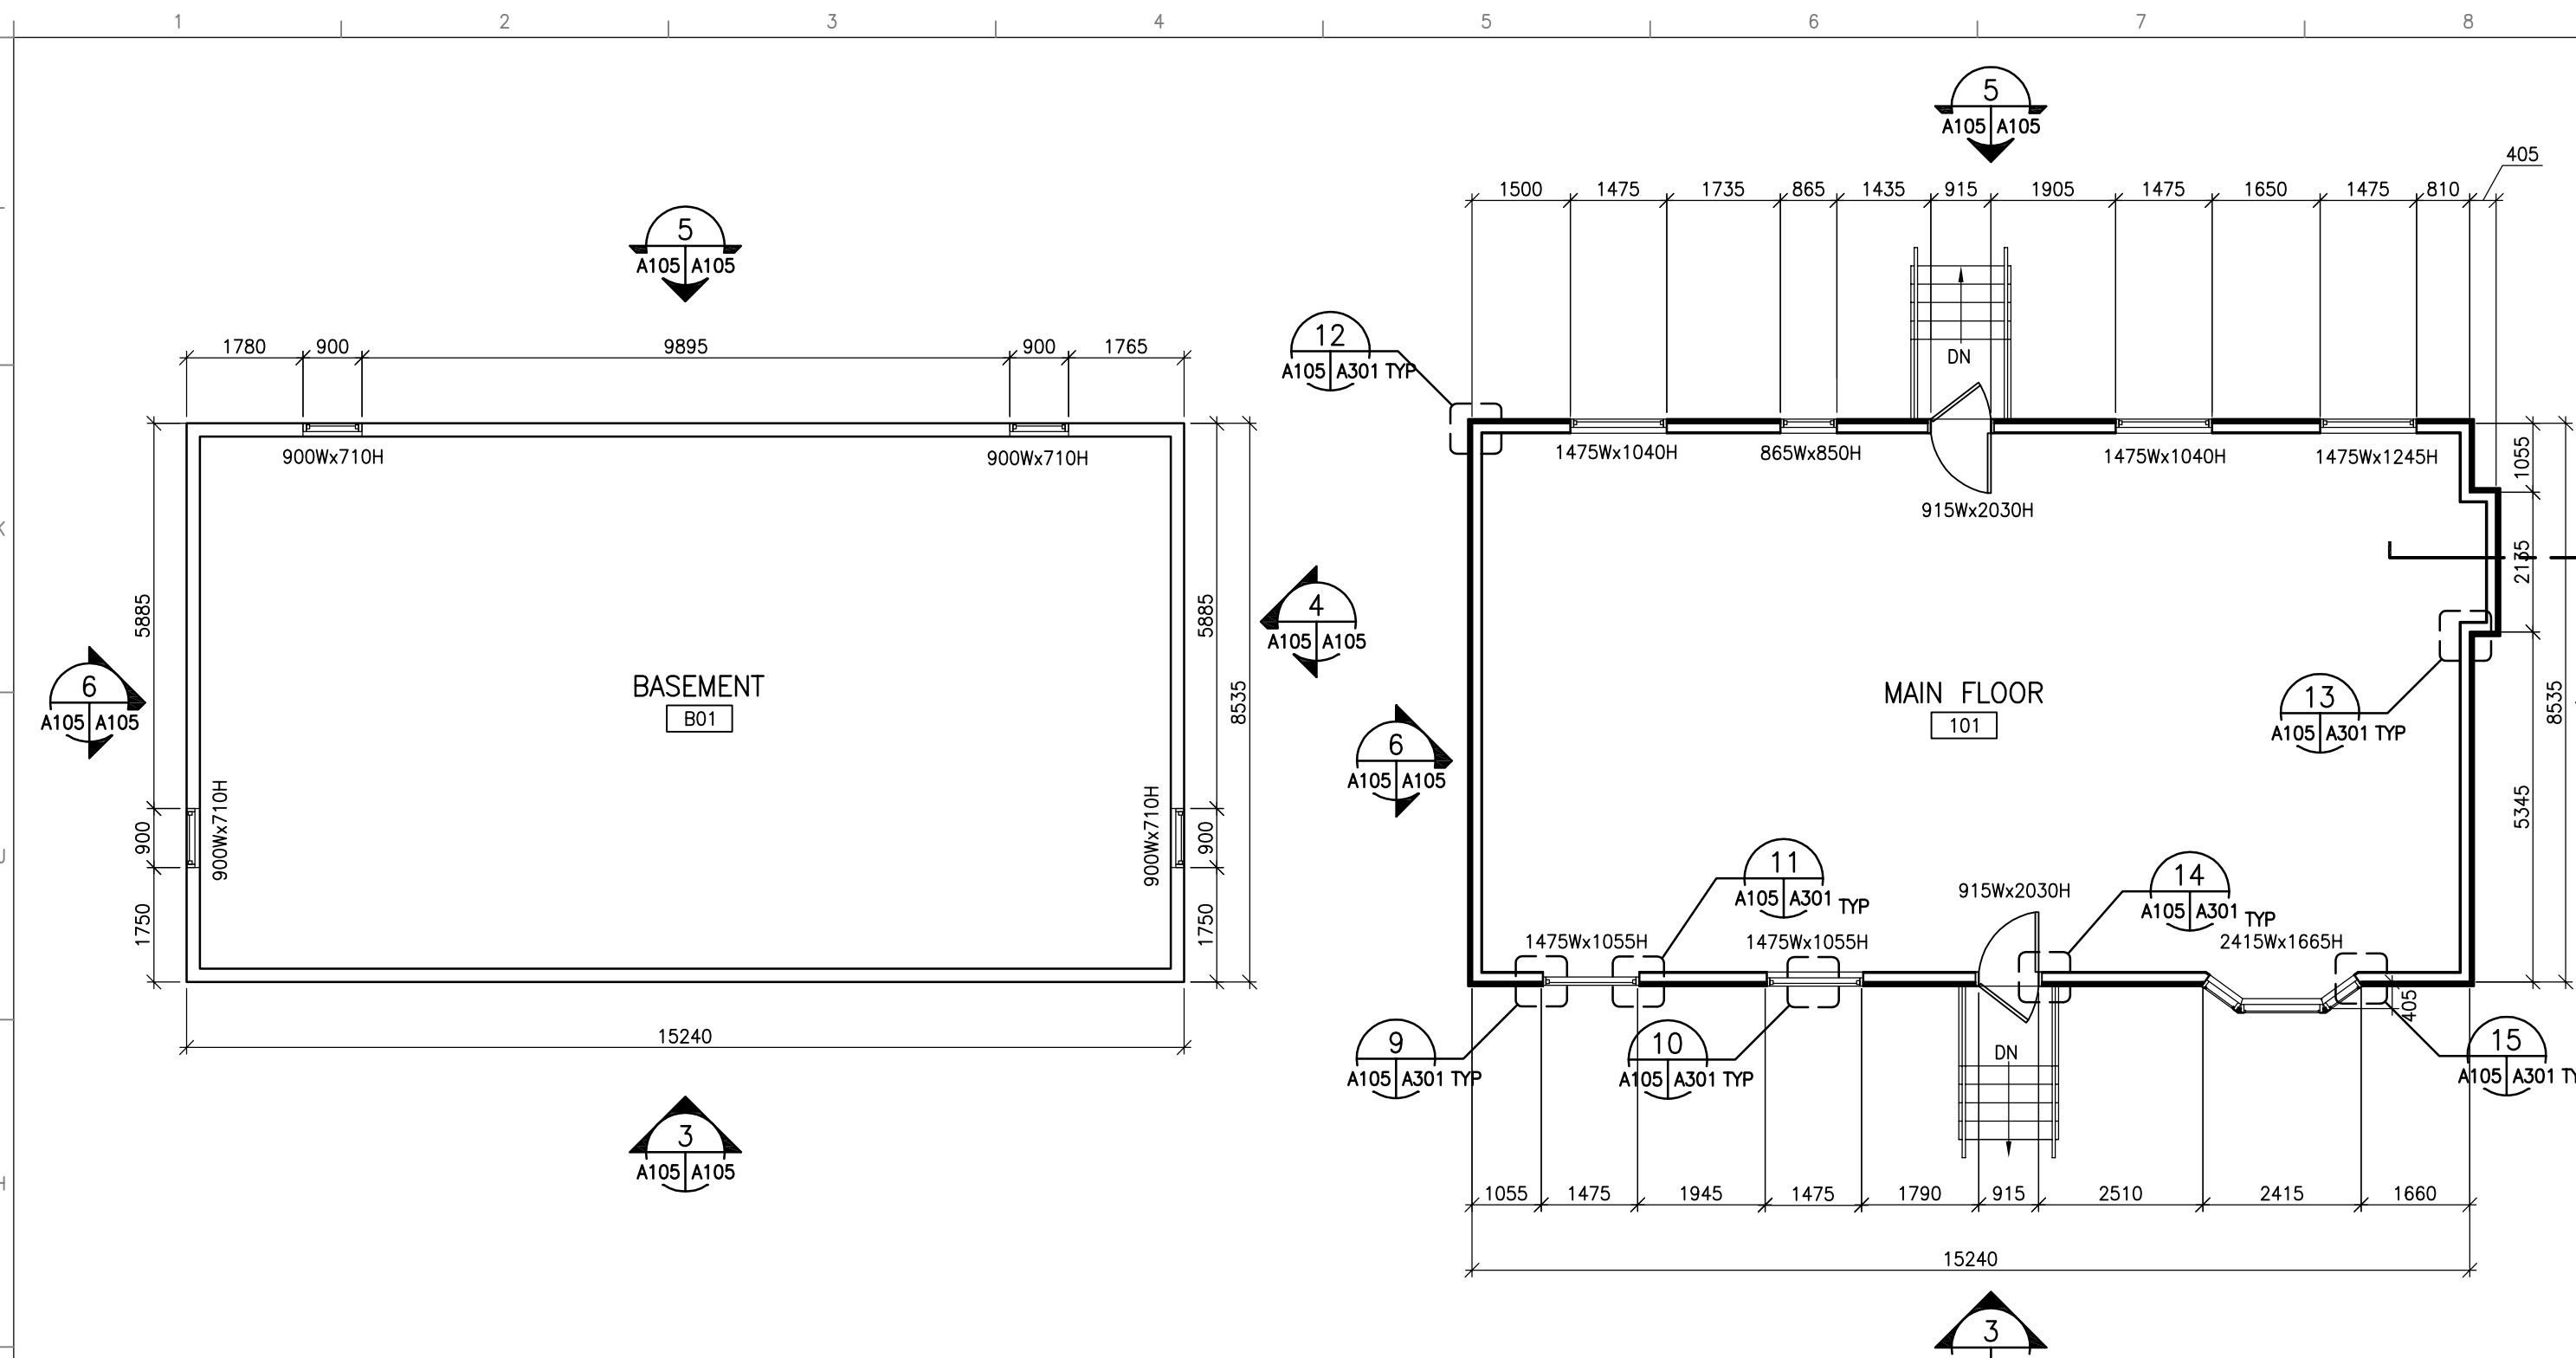 1 2 3 4 5 6 7 8
5
A105 A105
405
1500 1475 1735 865 1435 915 1905 1475 1650 1475 810
5
A105 A105
DN
12
A105 A301 TYP
1780 900 9895 900 1765
900Wx710H
900Wx710H
1475Wx1040H
865Wx850H
1475Wx1040H
1475Wx1245H
915Wx2030H
1055
2135
5345
8535
K
J
H
5885
900
1750
900Wx710H
BASEMENT
B01
900Wx710H
5885
900
1750
8535
4
A105 A105
6
A105 A105
6
A105 A105
MAIN FLOOR
101
13
A105 A301 TYP
11
A105 A301 TYP
915Wx2030H
14
A105 A301 TYP
1475Wx1055H
1475Wx1055H
2415Wx1665H
405
15240
9
A105 A301 TYP
10
A105 A301 TYP
DN
15
A105 A301 TY
3
A105 A105
1055 1475 1945 1475 1790 915 2510 2415 1660
15240
3